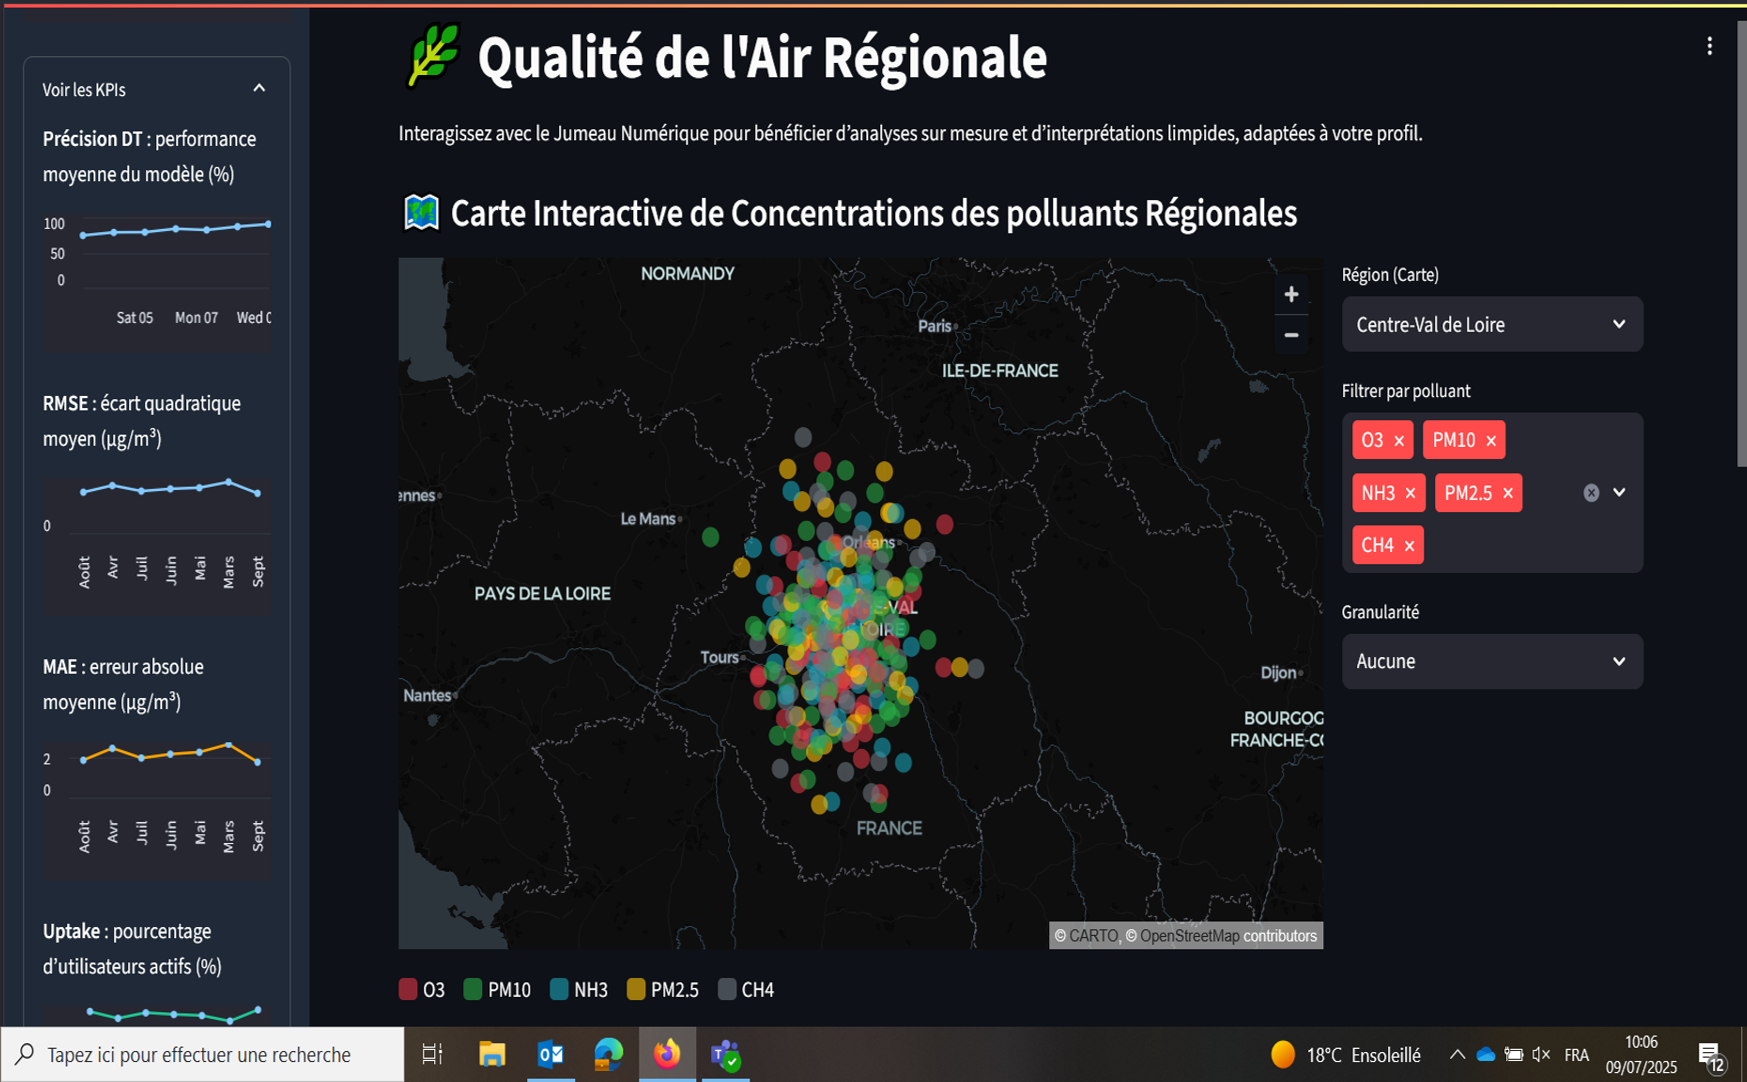 Voir les KPIs
Précision DT : performance
moyenne du modèle (%)
100
50
0
Sat 05 Mon 07 Wed 0
RMSE : écart quadratique
moyen (µg/m³)
0
Août Avr Juil Juin Mai Mars Sept
MAE : erreur absolue
moyenne (µg/m³)
2
0
Août Avr Juil Juin Mai Mars Sept
Uptake : pourcentage
d’utilisateurs actifs (%)
Qualité de l'Air Régionale
Interagissez avec le Jumeau Numérique pour bénéficier d’analyses sur mesure et d’interprétations limpides, adaptées à votre profil.
Carte Interactive de Concentrations des polluants Régionales
NORMANDY
Paris
ILE-DE-FRANCE
ennes
Le Mans
Orléans
PAYS DE LA LOIRE
E-VAL
LOIRE
Tours
Nantes
Dijon
BOURGOG
FRANCHE-CO
FRANCE
© CARTO, © OpenStreetMap contributors
O3 PM10 NH3 PM2.5 CH4
Région (Carte)
Centre-Val de Loire
Filtrer par polluant
O3 × PM10 ×
NH3 × PM2.5 ×
CH4 ×
Granularité
Aucune
Tapez ici pour effectuer une recherche
18°C Ensoleillé
FRA
10:06
09/07/2025
12